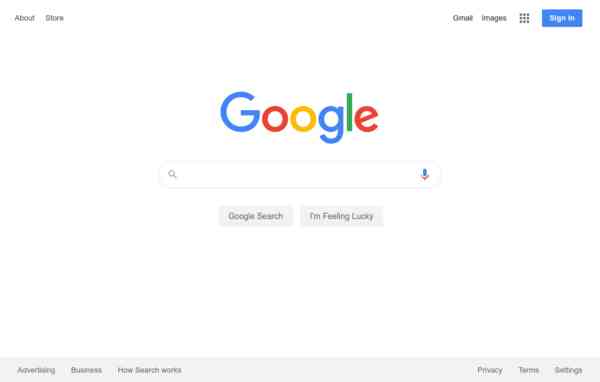 About Store Gmail Images Sign in
Google
Google Search I'm Feeling Lucky
Advertising Business How Search works Privacy Terms Settings